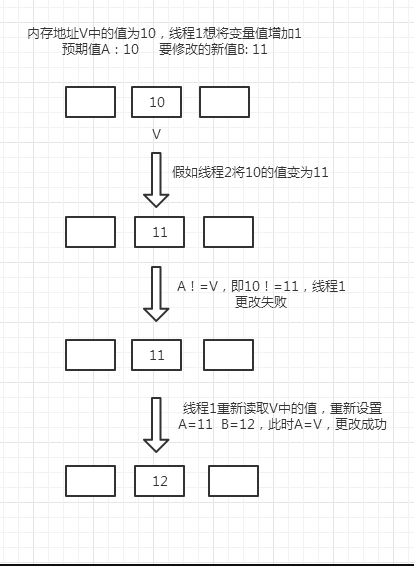 内存地址V中的值为10，线程1想将变量值增加1
预期值A：10 要修改的新值B: 11
10
V
假如线程2将10的值变为11
11
A！=V，即10！=11，线程1
更改失败
11
线程1重新读取V中的值，重新设置
A=11 B=12，此时A=V，更改成功
12